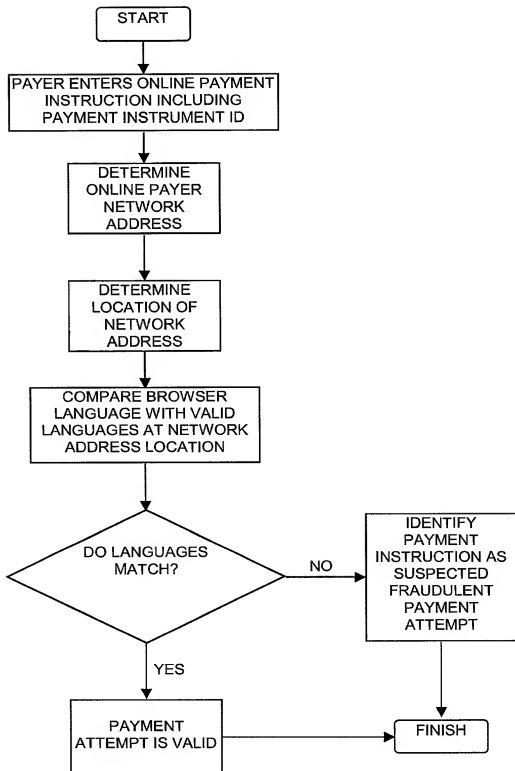 START
PAYER ENTERS ONLINE PAYMENT
INSTRUCTION INCLUDING
PAYMENT INSTRUMENT ID
DETERMINE
ONLINE PAYER
NETWORK
ADDRESS
DETERMINE
LOCATION OF
NETWORK
ADDRESS
COMPARE BROWSER
LANGUAGE WITH VALID
LANGUAGES AT NETWORK
ADDRESS LOCATION
DO LANGUAGES
MATCH?
NO
IDENTIFY
PAYMENT
INSTRUCTION AS
SUSPECTED
FRAUDULENT
PAYMENT
ATTEMPT
YES
PAYMENT
ATTEMPT IS VALID
FINISH